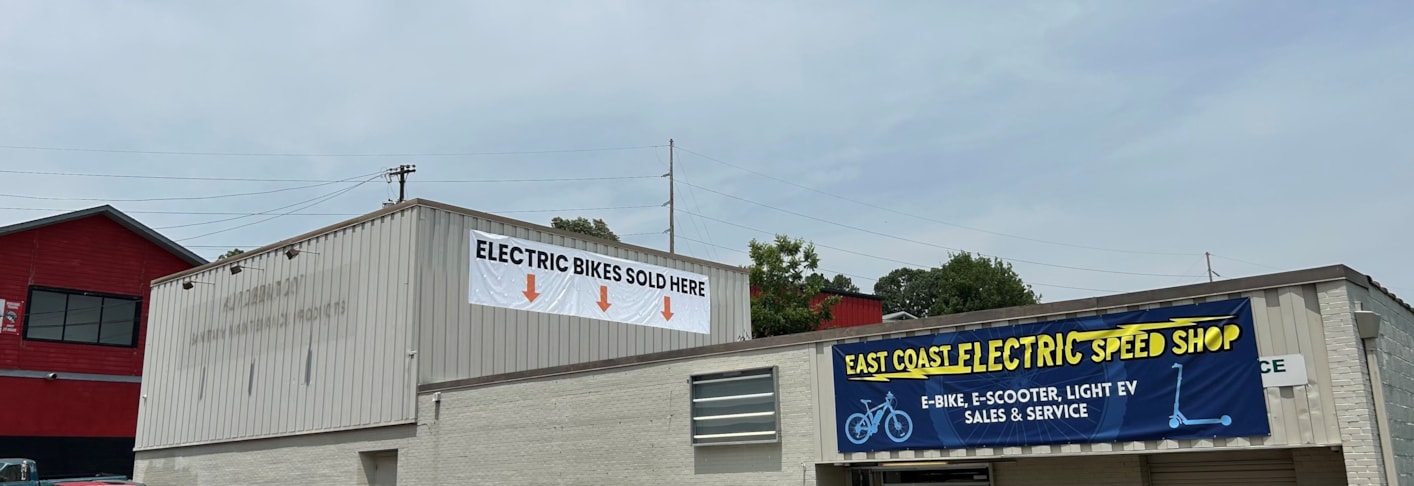 ELECTRIC BIKES SOLD HERE
EAST COAST ELECTRIC SPEED SHOP
E-BIKE, E-SCOOTER, LIGHT EV
SALES & SERVICE
CE